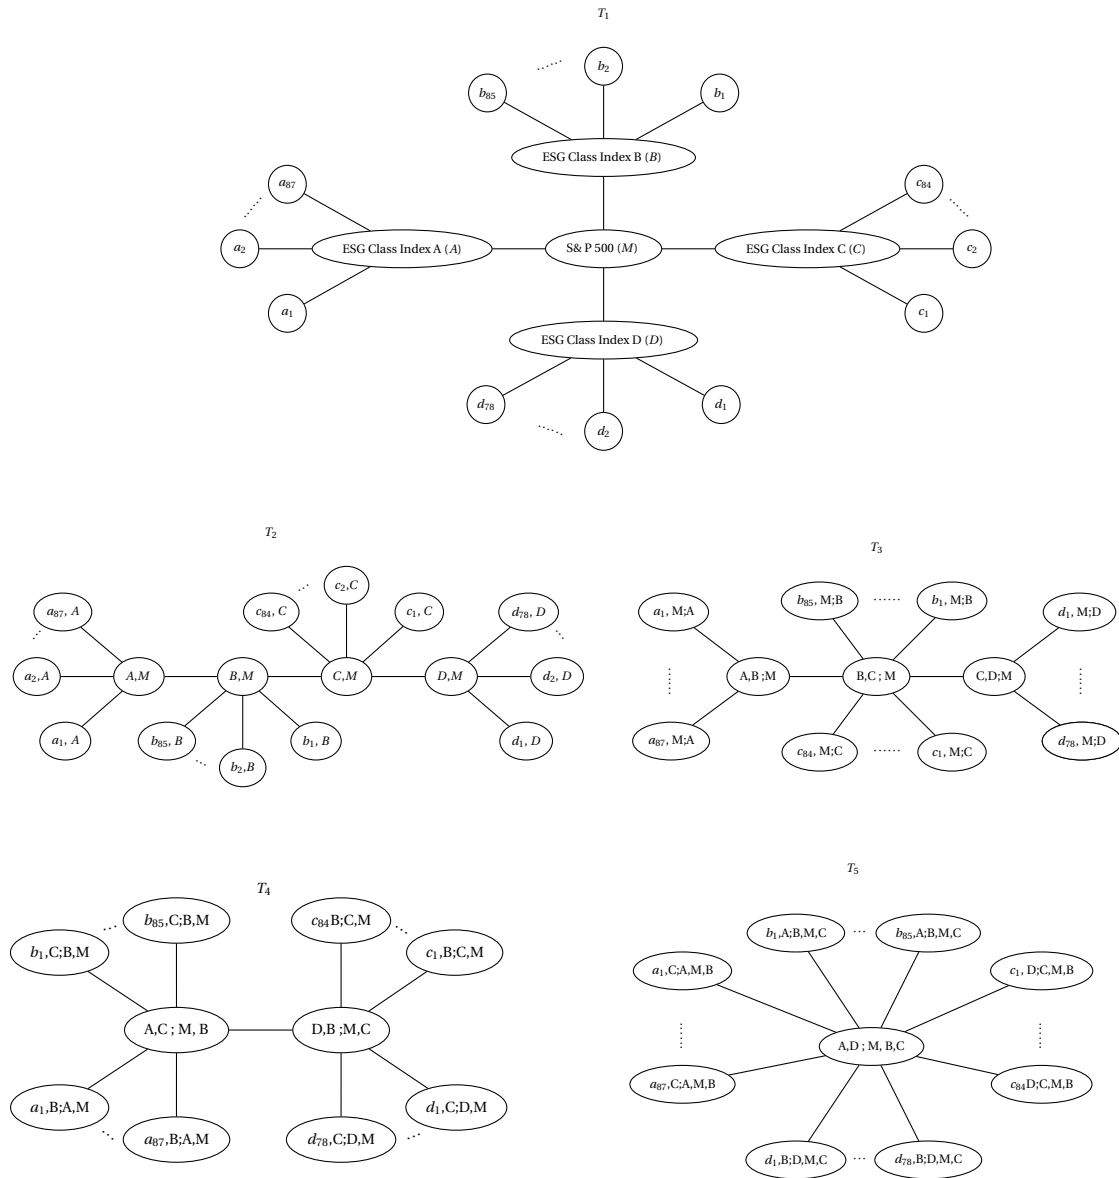 T₁
b₂
b₈₅
b₁
ESG Class Index B (B)
a₈₇
c₈₄
a₂
ESG Class Index A (A)
S& P 500 (M)
ESG Class Index C (C)
c₂
a₁
c₁
ESG Class Index D (D)
d₇₈
d₁
d₂
T₂
c₂,C
a₈₇, A
c₈₄, C
c₁, C
d₇₈, D
a₂,A
A,M
B,M
C,M
D,M
d₂, D
a₁, A
b₈₅, B
b₁, B
d₁, D
b₂,B
T₃
b₈₅, M;B
b₁, M;B
a₁, M;A
d₁, M;D
A,B ;M
B,C ; M
C,D;M
a₈₇, M;A
d₇₈, M;D
c₈₄, M;C
c₁, M;C
T₄
b₈₅,C;B,M
c₈₄B;C,M
b₁,C;B,M
c₁,B;C,M
A,C ; M, B
D,B ;M,C
a₁,B;A,M
d₁,C;D,M
a₈₇,B;A,M
d₇₈,C;D,M
T₅
b₁,A;B,M,C
b₈₅,A;B,M,C
a₁,C;A,M,B
c₁, D;C,M,B
A,D ; M, B,C
a₈₇,C;A,M,B
c₈₄D;C,M,B
d₁,B;D,M,C
d₇₈,B;D,M,C